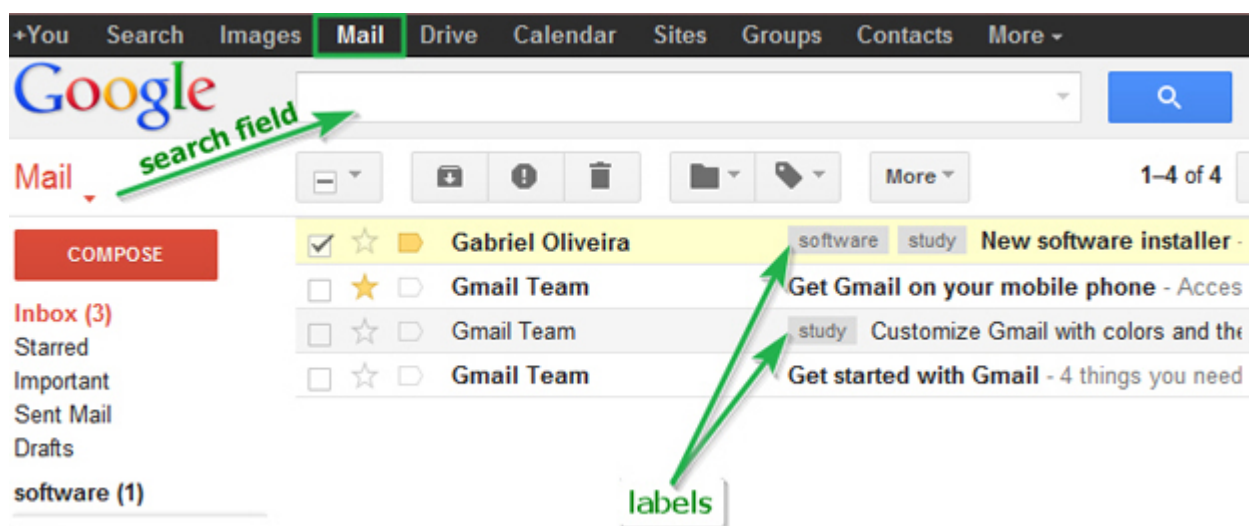 +You Search Images Mail Drive Calendar Sites Groups Contacts More
Google
search field
Mail More 1–4 of 4
COMPOSE
Gabriel Oliveira software study New software installer -
Gmail Team Get Gmail on your mobile phone - Acces
Gmail Team study Customize Gmail with colors and the
Gmail Team Get started with Gmail - 4 things you need
Inbox (3)
Starred
Important
Sent Mail
Drafts
software (1)
labels